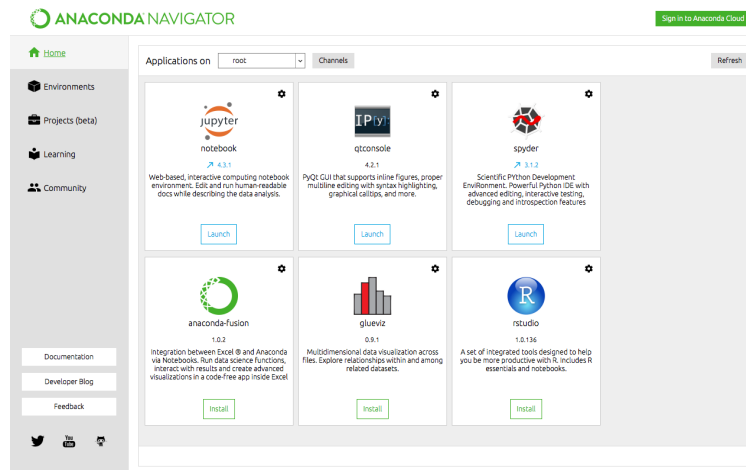 ANACONDA NAVIGATOR
Sign in to Anaconda Cloud
Home
Environments
Projects (beta)
Learning
Community
Documentation
Developer Blog
Feedback
You
Tube
Applications on
root
Channels
Refresh
jupyter
notebook
4.3.1
Web-based, interactive computing notebook
environment. Edit and run human-readable
docs while describing the data analysis.
Launch
IP[y]:
qtconsole
4.2.1
PyQt GUI that supports inline figures, proper
multiline editing with syntax highlighting,
graphical calltips, and more.
Launch
spyder
3.1.2
Scientific PYthon Development
EnviRonment. Powerful Python IDE with
advanced editing, interactive testing,
debugging and introspection features
Launch
anaconda-fusion
1.0.2
Integration between Excel ® and Anaconda
via Notebooks. Run data science functions,
interact with results and create advanced
visualizations in a code-free app inside Excel
Install
glueviz
0.9.1
Multidimensional data visualization across
files. Explore relationships within and among
related datasets.
Install
R
rstudio
1.0.136
A set of integrated tools designed to help
you be more productive with R. Includes R
essentials and notebooks.
Install